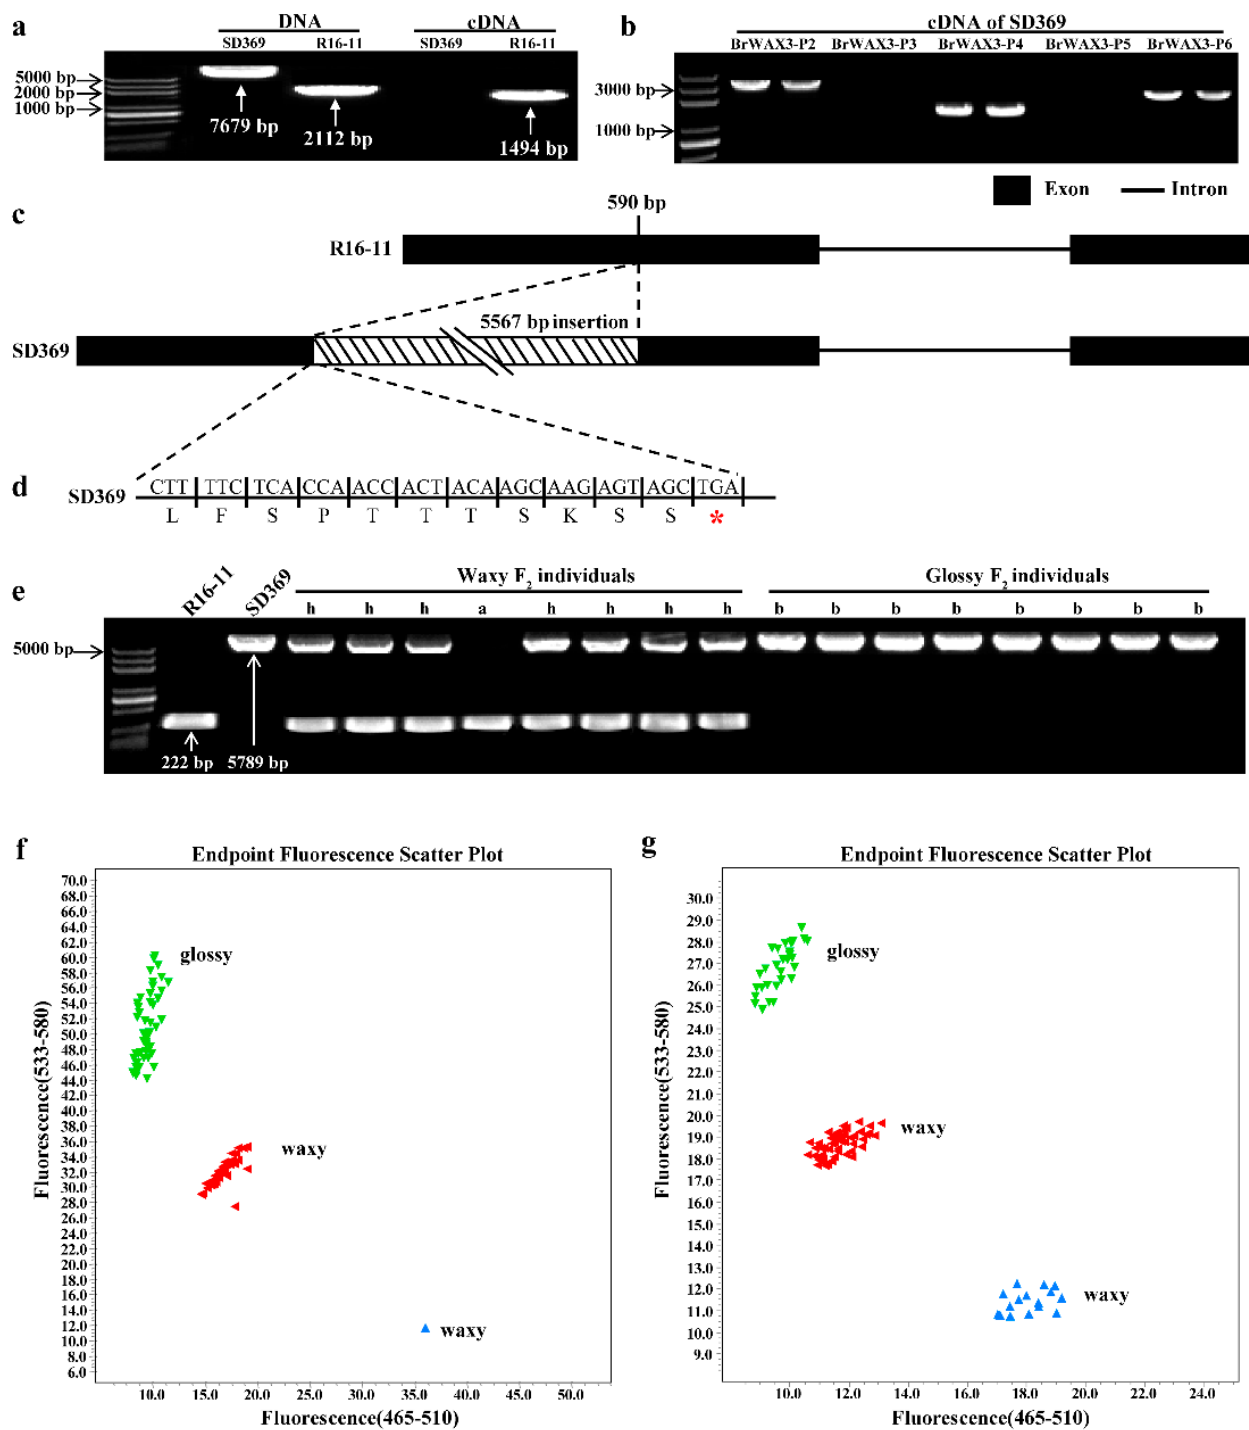 a
DNA
cDNA
SD369
R16-11
SD369
R16-11
5000 bp
2000 bp
1000 bp
7679 bp
2112 bp
1494 bp
b
cDNA of SD369
BrWAX3-P2
BrWAX3-P3
BrWAX3-P4
BrWAX3-P5
BrWAX3-P6
3000 bp
1000 bp
Exon
Intron
c
590 bp
R16-11
5567 bp insertion
SD369
d
SD369
CTT TTC TCA CCA ACC ACT ACA AGC AAG AGT AGC TGA
L F S P T T T S K S S *
e
R16-11
SD369
Waxy F2 individuals
Glossy F2 individuals
h h h a h h h h b b b b b b b b
5000 bp
222 bp
5789 bp
f
Endpoint Fluorescence Scatter Plot
70.0
68.0
66.0
64.0
62.0
60.0
58.0
56.0
54.0
52.0
50.0
48.0
46.0
44.0
42.0
40.0
38.0
36.0
34.0
32.0
30.0
28.0
26.0
24.0
22.0
20.0
18.0
16.0
14.0
12.0
10.0
8.0
6.0
Fluorescence(533-580)
glossy
waxy
waxy
10.0 15.0 20.0 25.0 30.0 35.0 40.0 45.0 50.0
Fluorescence(465-510)
g
Endpoint Fluorescence Scatter Plot
30.0
29.0
28.0
27.0
26.0
25.0
24.0
23.0
22.0
21.0
20.0
19.0
18.0
17.0
16.0
15.0
14.0
13.0
12.0
11.0
10.0
9.0
Fluorescence(533-580)
glossy
waxy
waxy
10.0 12.0 14.0 16.0 18.0 20.0 22.0 24.0
Fluorescence(465-510)